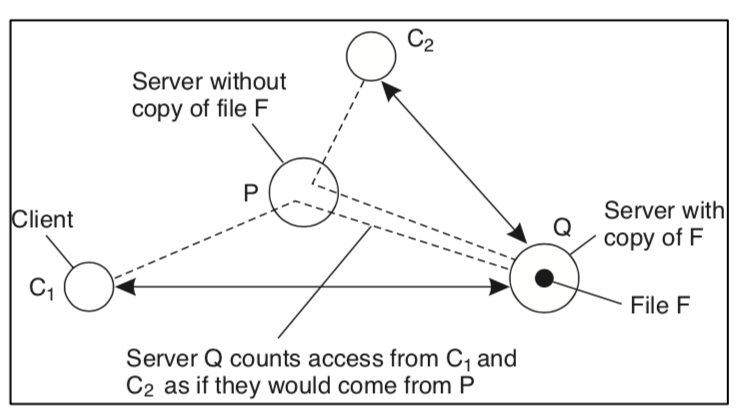 C₂
Server without
copy of file F
P
Client
C₁
Q
Server with
copy of F
File F
Server Q counts access from C₁ and
C₂ as if they would come from P